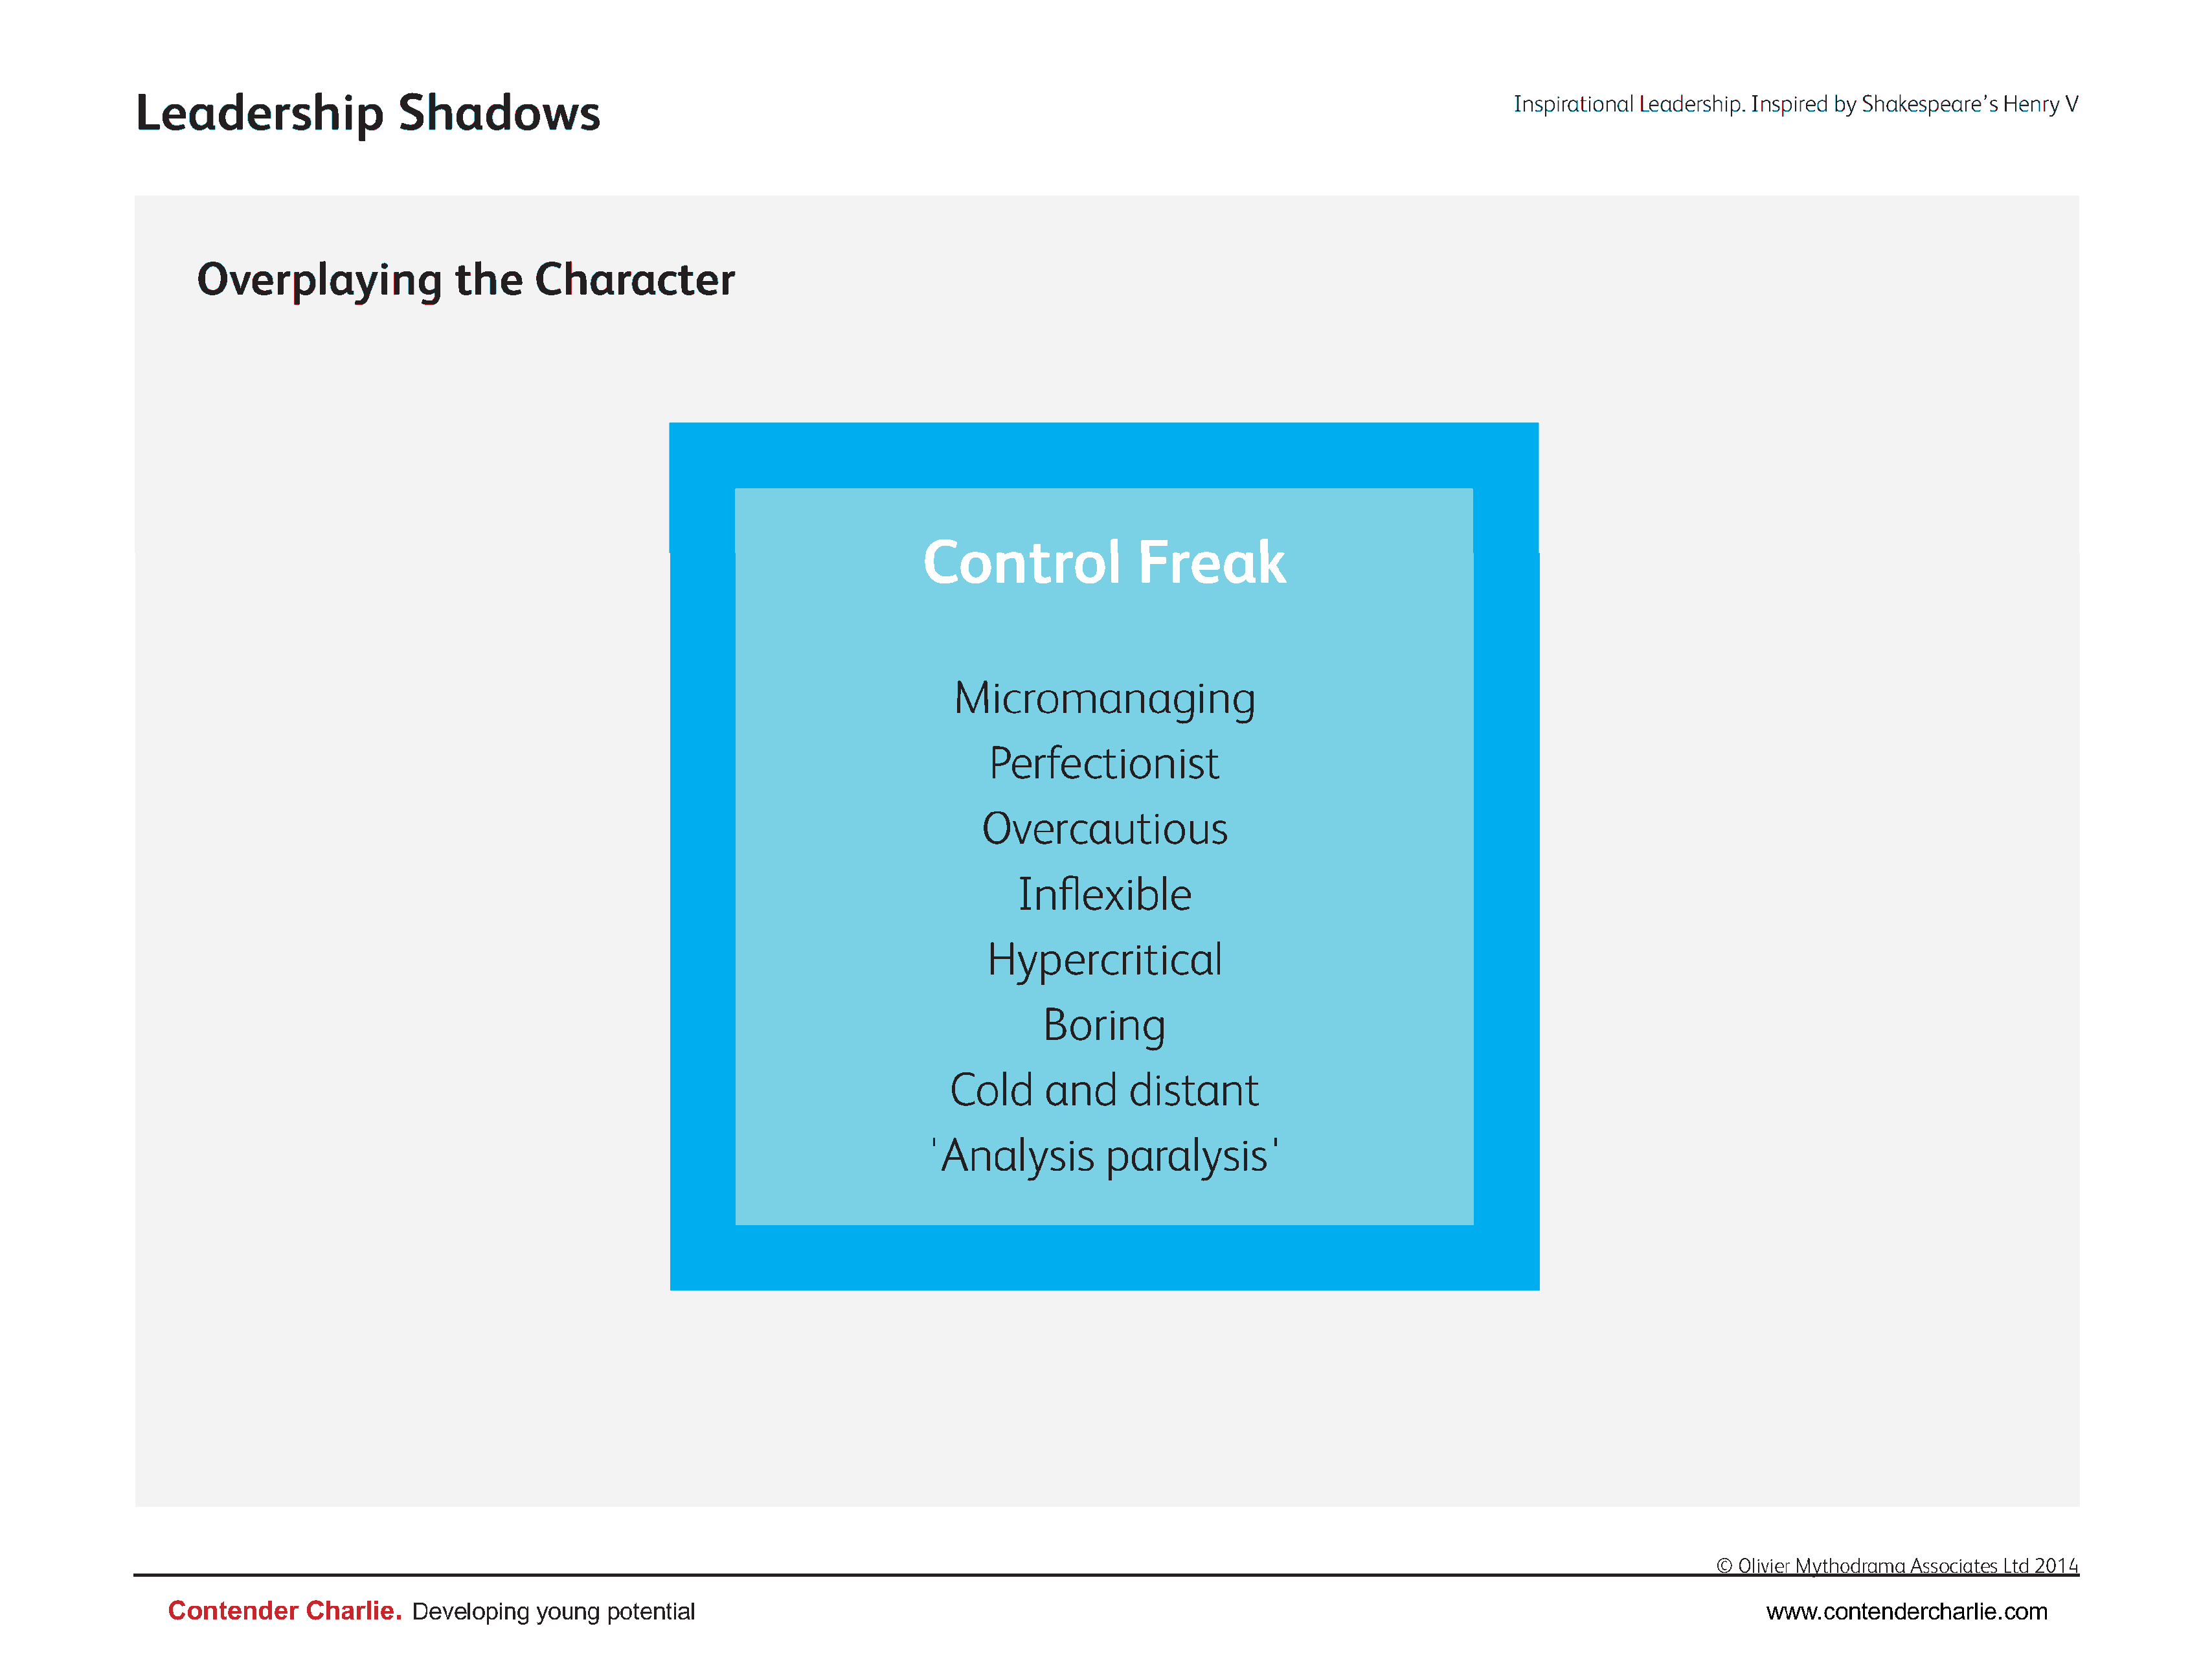 Leadership Shadows
Inspirational Leadership. Inspired by Shakespeare’s Henry V
Overplaying the Character
Control Freak
Micromanaging
Perfectionist
Overcautious
Inflexible
Hypercritical
Boring
Cold and distant
'Analysis paralysis'
© Olivier Mythodrama Associates Ltd 2014
Contender Charlie. Developing young potential
www.contendercharlie.com